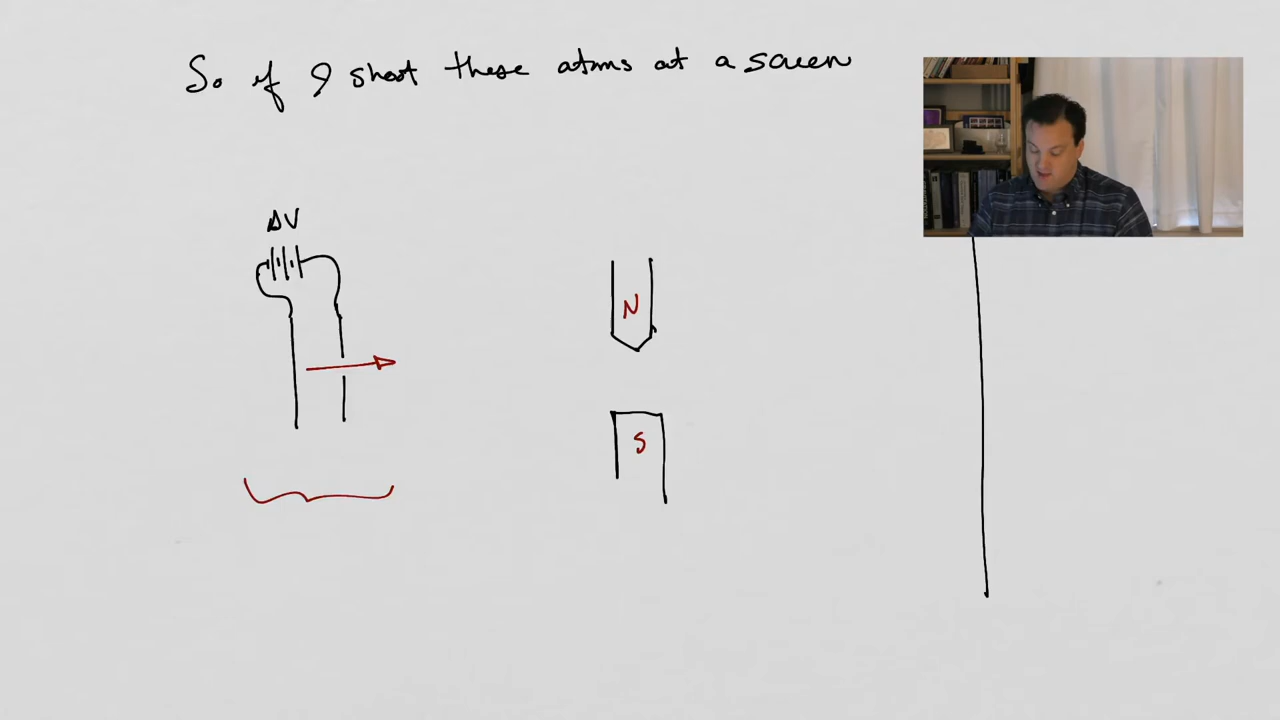 So if I shoot these atoms at a screen
ΔV
N
S